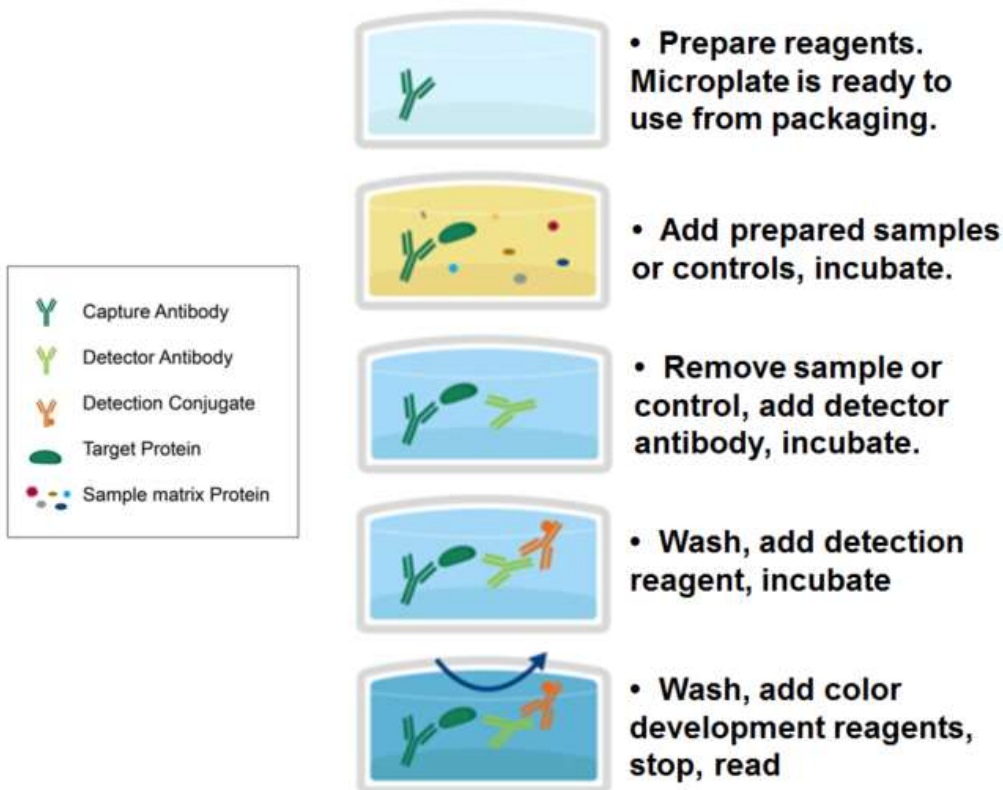 • Prepare reagents.
Microplate is ready to
use from packaging.
• Add prepared samples
or controls, incubate.
Capture Antibody
Detector Antibody
Detection Conjugate
Target Protein
Sample matrix Protein
• Remove sample or
control, add detector
antibody, incubate.
• Wash, add detection
reagent, incubate
• Wash, add color
development reagents,
stop, read